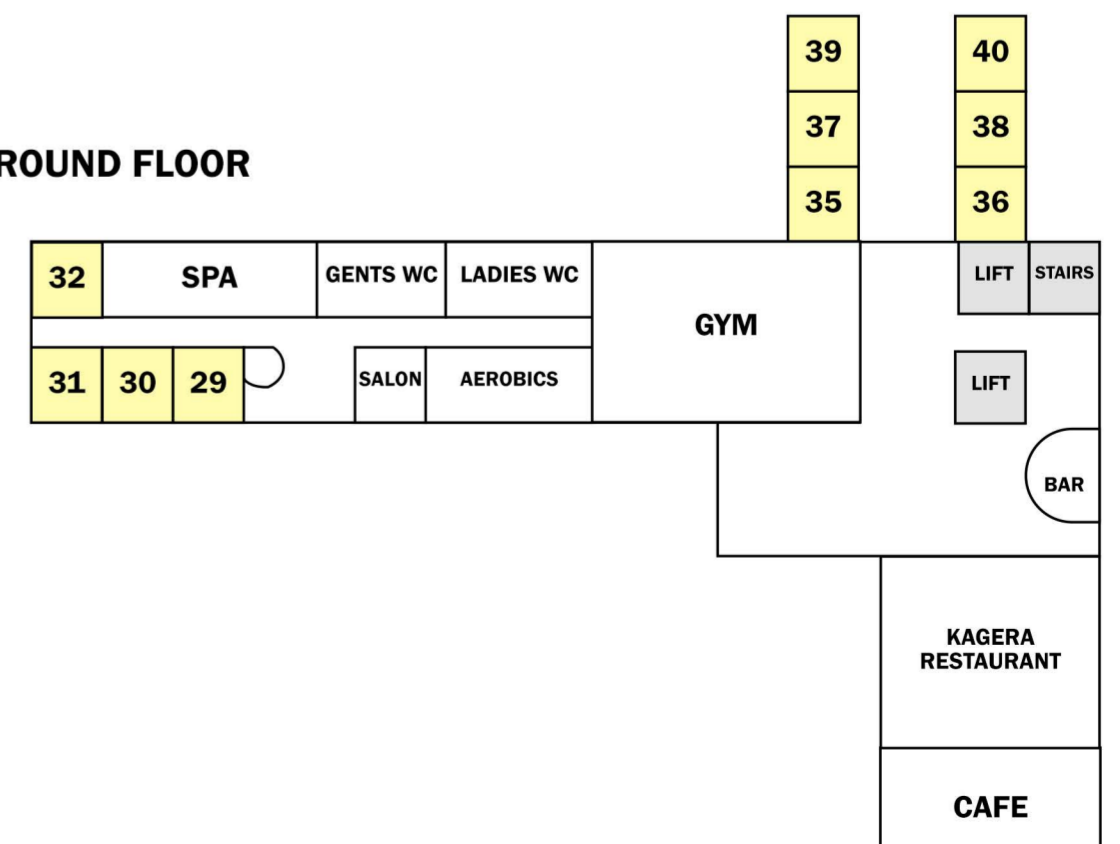 39
40
37
38
ROUND FLOOR
35
36
32
SPA
GENTS WC
LADIES WC
LIFT
STAIRS
GYM
31
30
29
SALON
AEROBICS
LIFT
BAR
KAGERA
RESTAURANT
CAFE